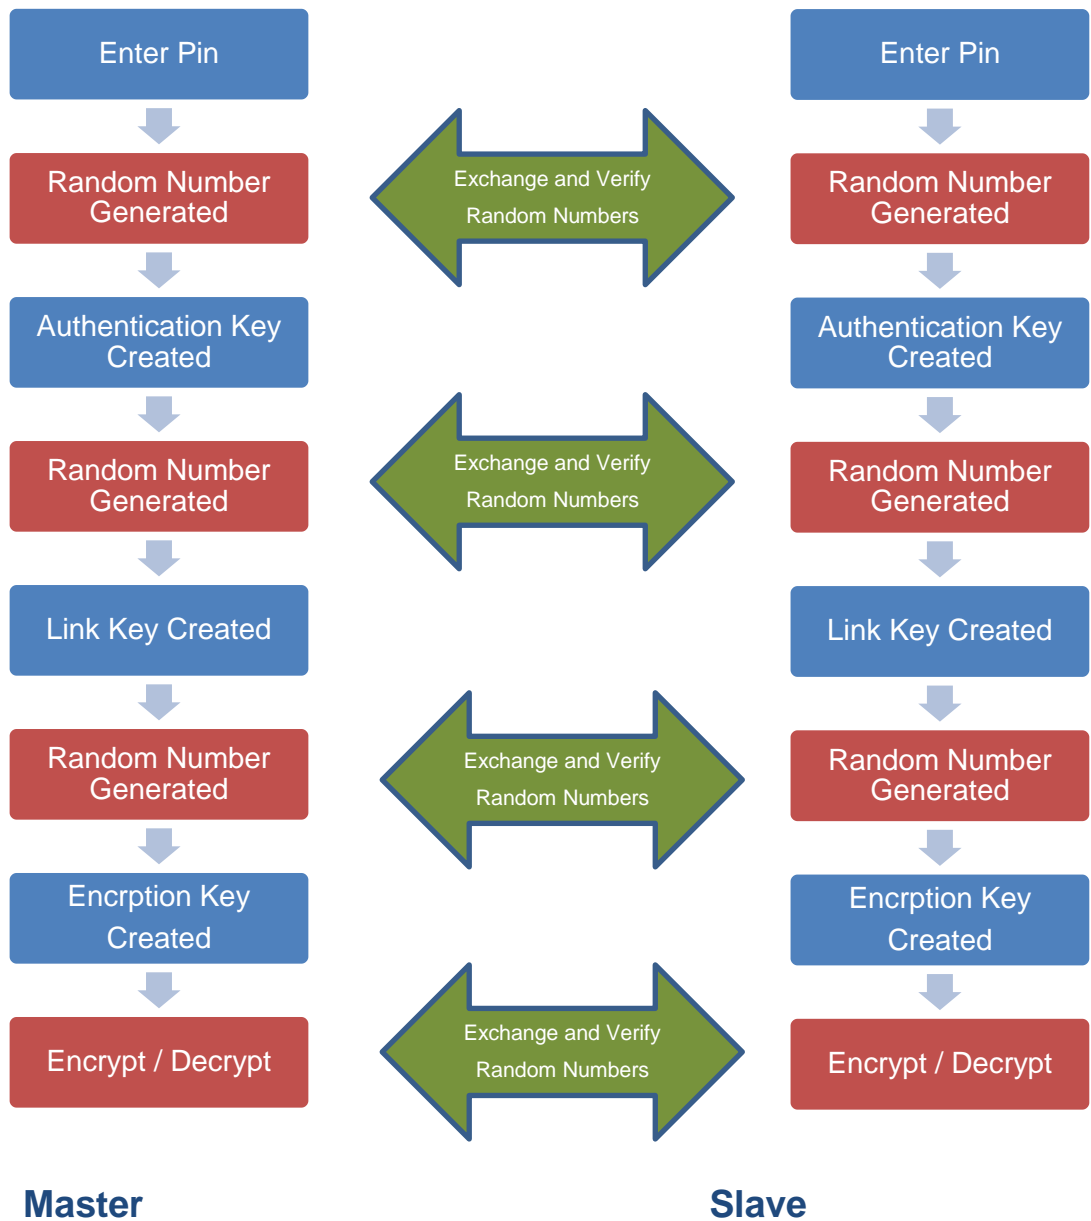 Enter Pin
Random Number
Generated
Authentication Key
Created
Random Number
Generated
Link Key Created
Random Number
Generated
Encrption Key
Created
Encrypt / Decrypt
Master
Exchange and Verify
Random Numbers
Exchange and Verify
Random Numbers
Exchange and Verify
Random Numbers
Exchange and Verify
Random Numbers
Enter Pin
Random Number
Generated
Authentication Key
Created
Random Number
Generated
Link Key Created
Random Number
Generated
Encrption Key
Created
Encrypt / Decrypt
Slave